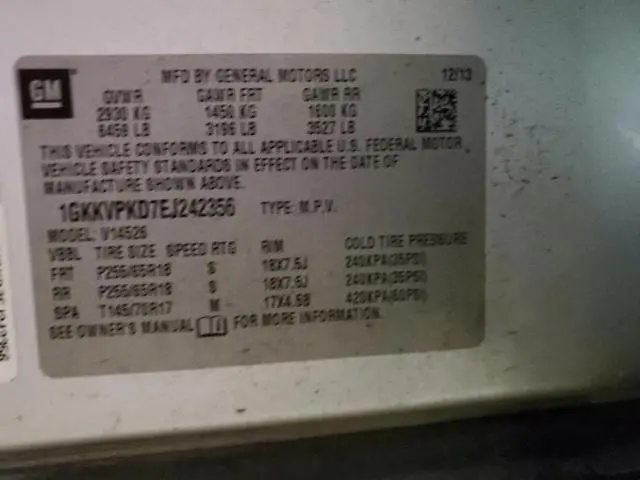 GM
MFD BY GENERAL MOTORS LLC 12/13
GVWR GAWR FRT GAWR RR
2930 KG 1450 KG 1600 KG
6459 LB 3196 LB 3527 LB
THIS VEHICLE CONFORMS TO ALL APPLICABLE U.S. FEDERAL MOTOR
VEHICLE SAFETY STANDARDS IN EFFECT ON THE DATE OF
MANUFACTURE SHOWN ABOVE.
1GKKVPKD7EJ242356 TYPE: M.P.V.
MODEL: V14526
VBBL TIRE SIZE SPEED RTG RIM COLD TIRE PRESSURE
FRT P255/65R18 S 18X7.5J 240KPA(35PSI)
RR P255/65R18 S 18X7.5J 240KPA(35PSI)
SPA T145/70R17 M 17X4.5B 420KPA(60PSI)
SEE OWNER'S MANUAL FOR MORE INFORMATION.